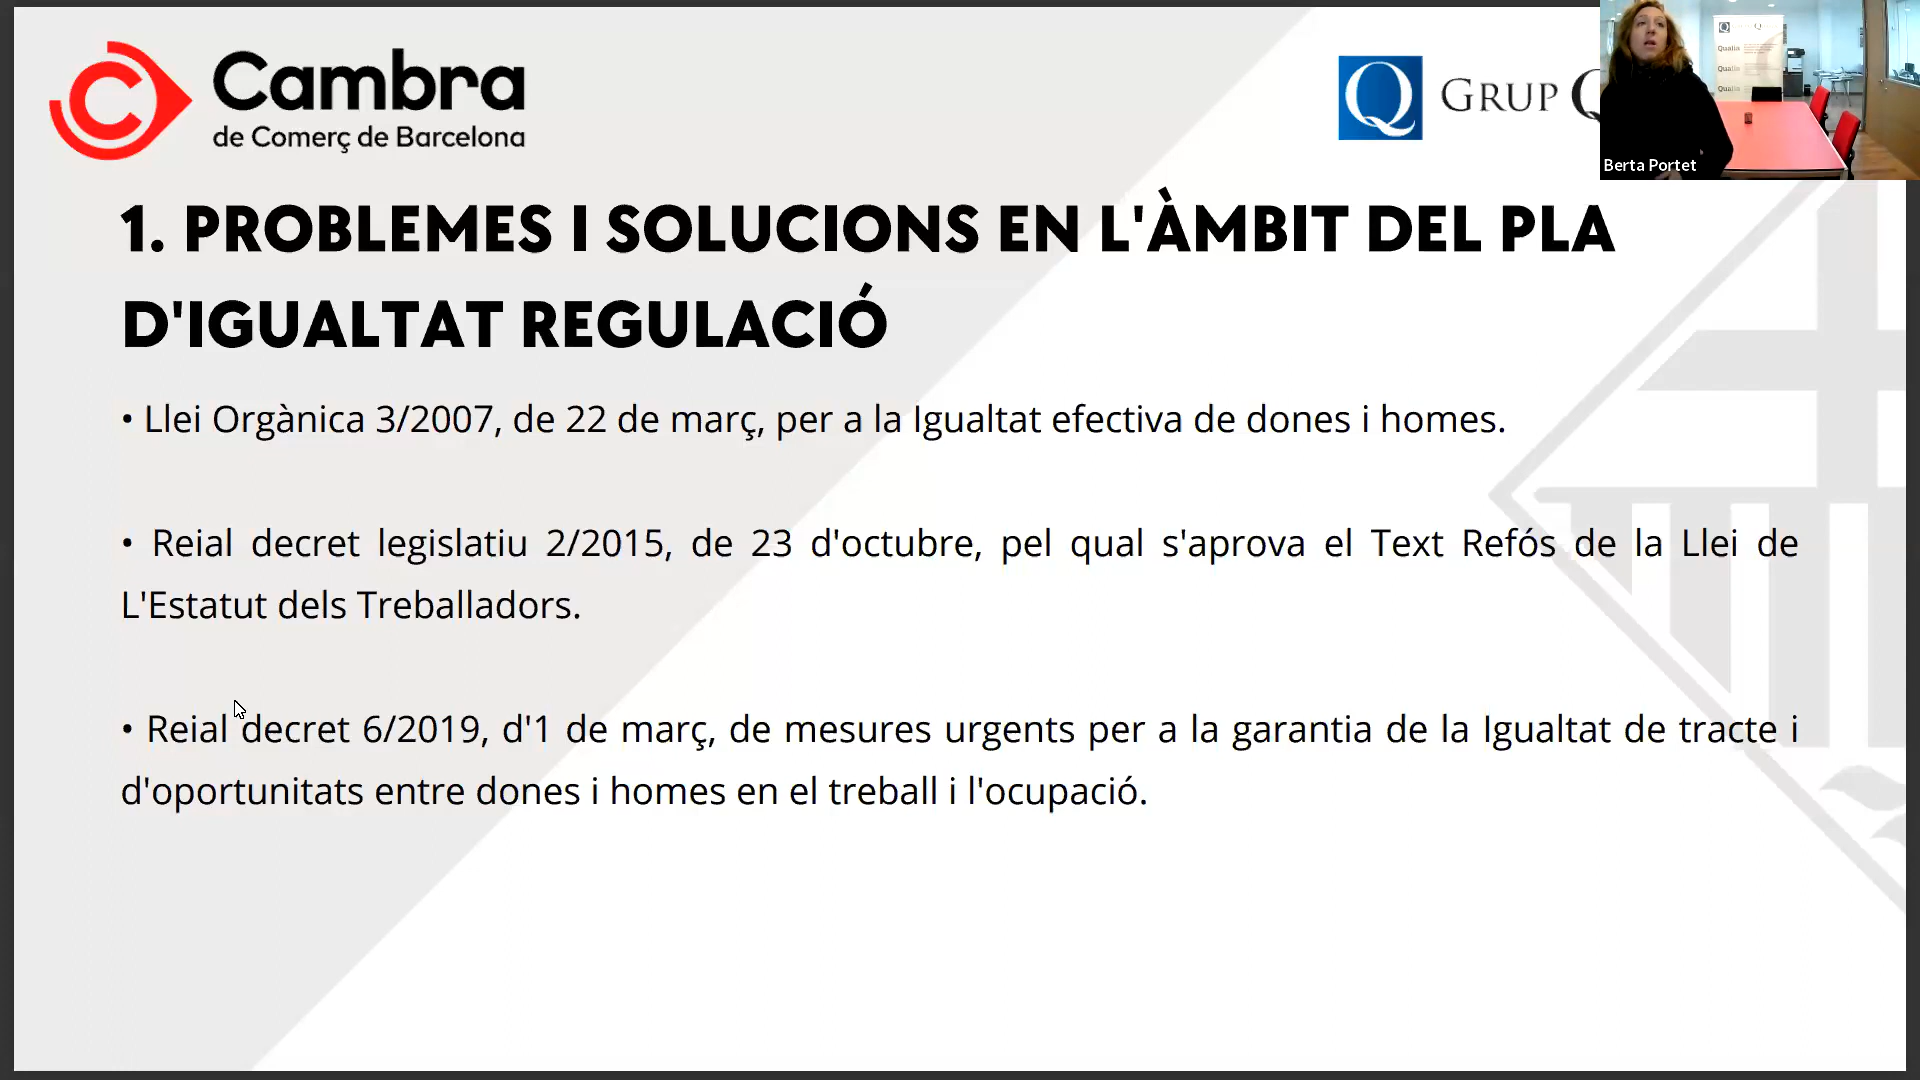 Cambra
de Comerç de Barcelona
Q GRUP Q
Qualia
Qualia
Qualia
Berta Portet
1. PROBLEMES I SOLUCIONS EN L'ÀMBIT DEL PLA
D'IGUALTAT REGULACIÓ
• Llei Orgànica 3/2007, de 22 de març, per a la Igualtat efectiva de dones i homes.
• Reial decret legislatiu 2/2015, de 23 d'octubre, pel qual s'aprova el Text Refós de la Llei de
L'Estatut dels Treballadors.
• Reial decret 6/2019, d'1 de març, de mesures urgents per a la garantia de la Igualtat de tracte i
d'oportunitats entre dones i homes en el treball i l'ocupació.